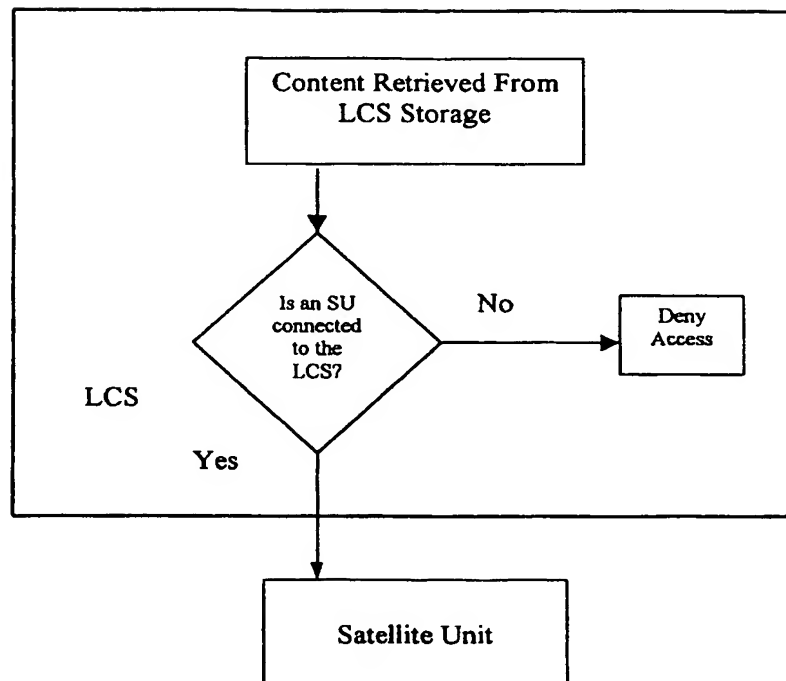 Content Retrieved From
LCS Storage
Is an SU
connected
to the
LCS?
No
Deny
Access
LCS
Yes
Satellite Unit